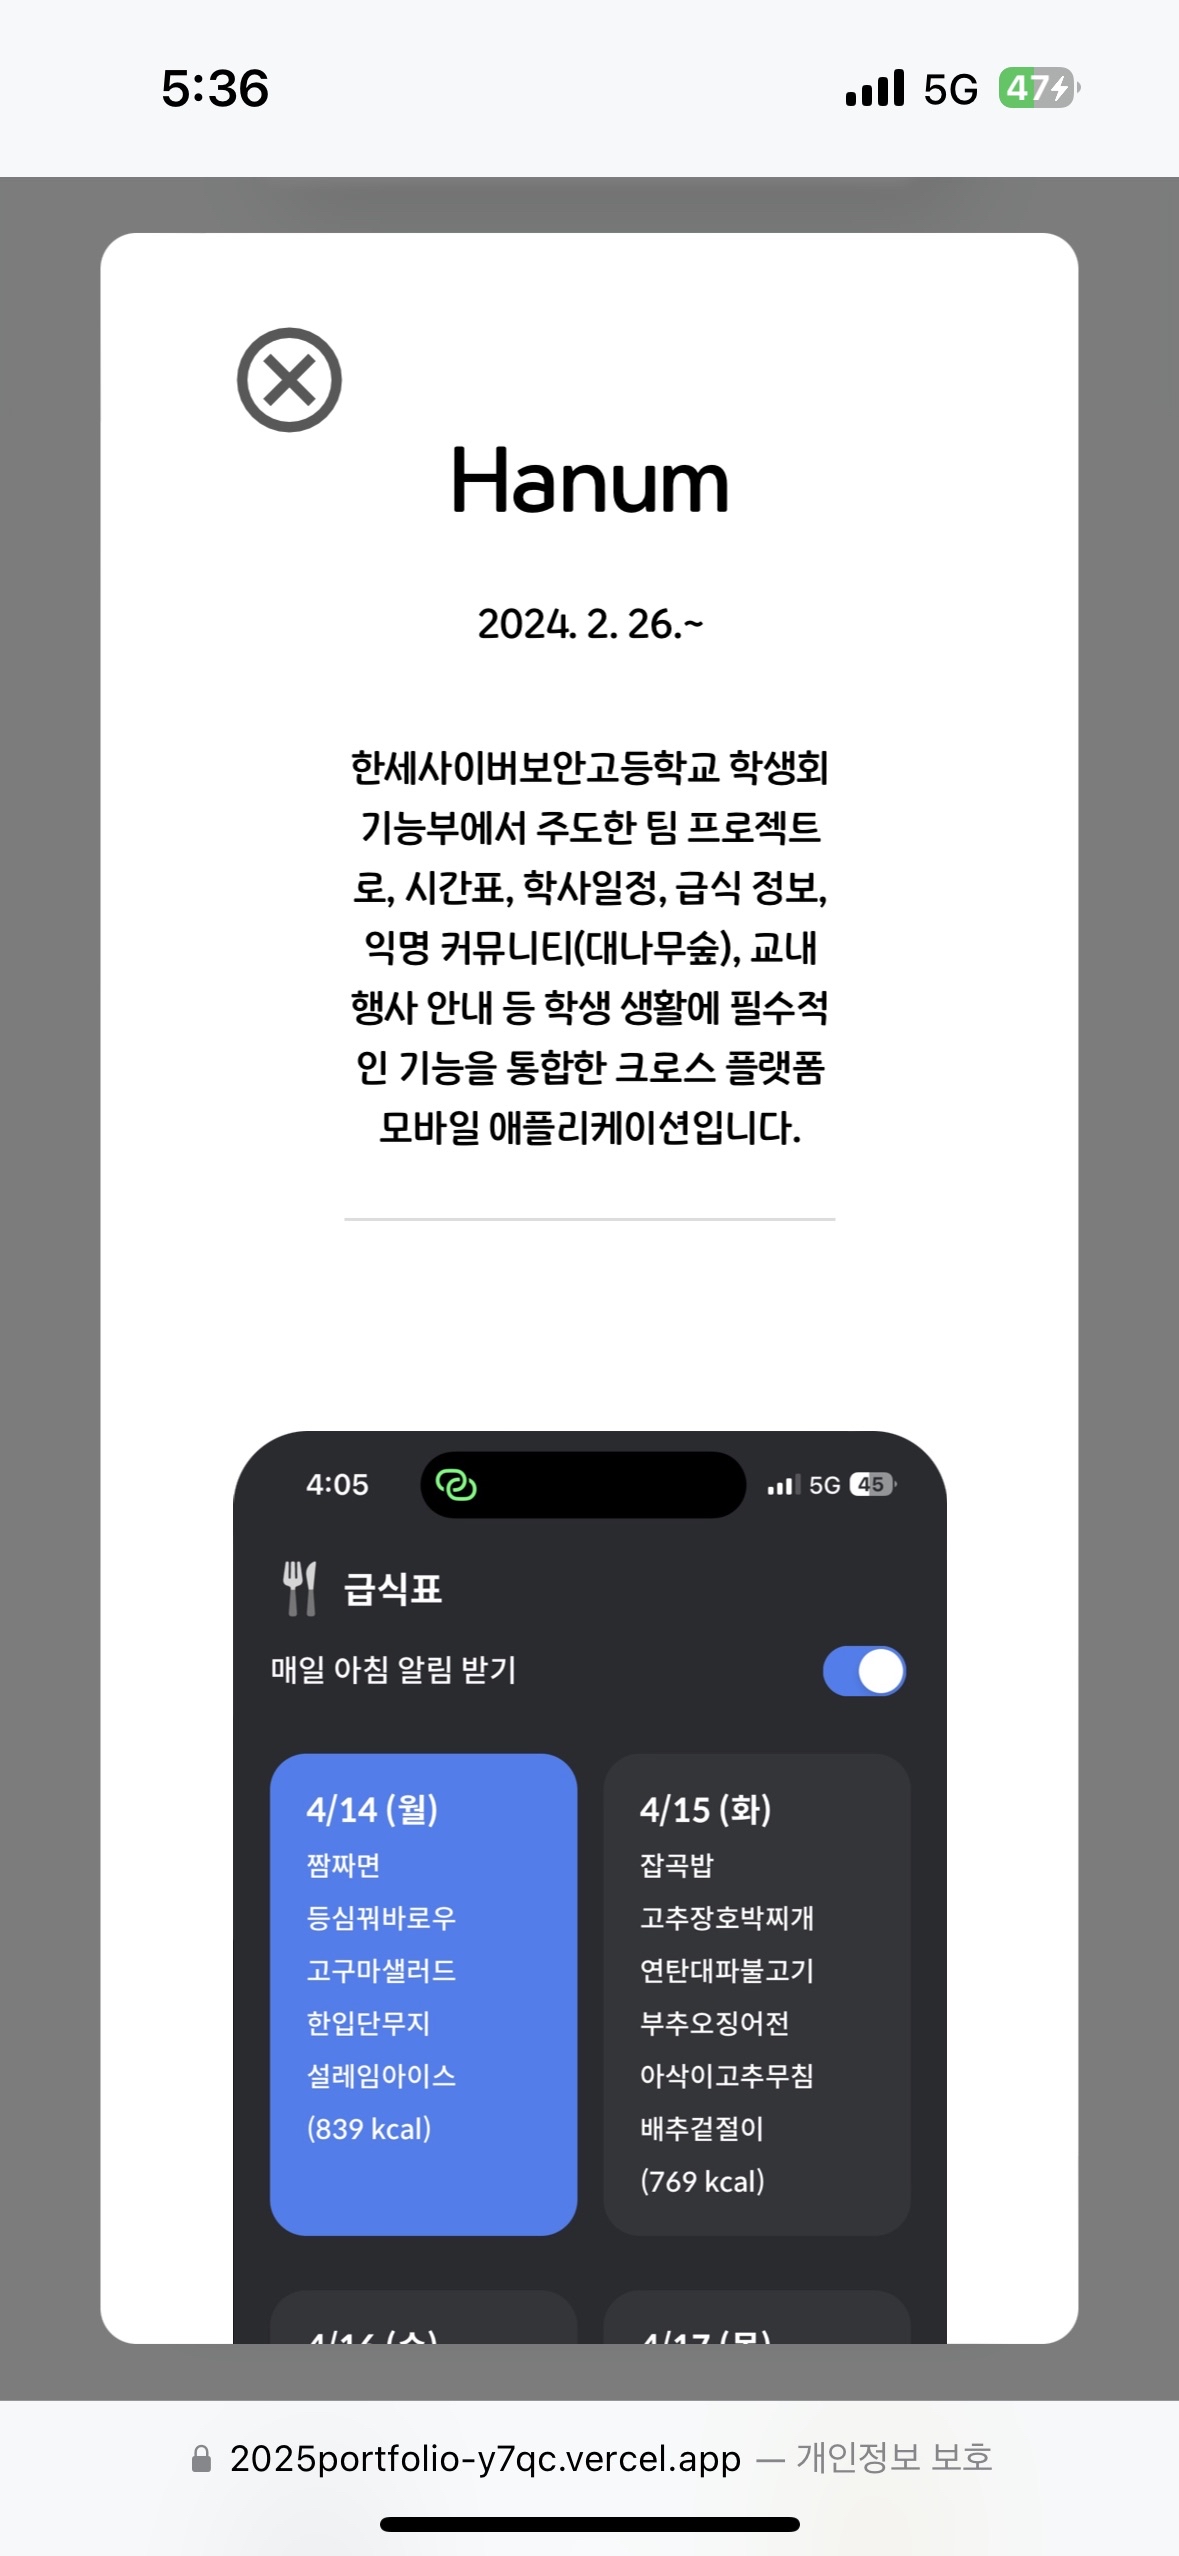 5:36
5G 47
Hanum
2024. 2. 26.~
한세사이버보안고등학교 학생회
기능부에서 주도한 팀 프로젝트
로, 시간표, 학사일정, 급식 정보,
익명 커뮤니티(대나무숲), 교내
행사 안내 등 학생 생활에 필수적
인 기능을 통합한 크로스 플랫폼
모바일 애플리케이션입니다.
4:05
5G 45
급식표
매일 아침 알림 받기
4/14 (월)
짬짜면
등심꿔바로우
고구마샐러드
한입단무지
설레임아이스
(839 kcal)
4/15 (화)
잡곡밥
고추장호박찌개
연탄대파불고기
부추오징어전
아삭이고추무침
배추겉절이
(769 kcal)
4/16 (수)
4/17 (목)
2025portfolio-y7qc.vercel.app — 개인정보 보호